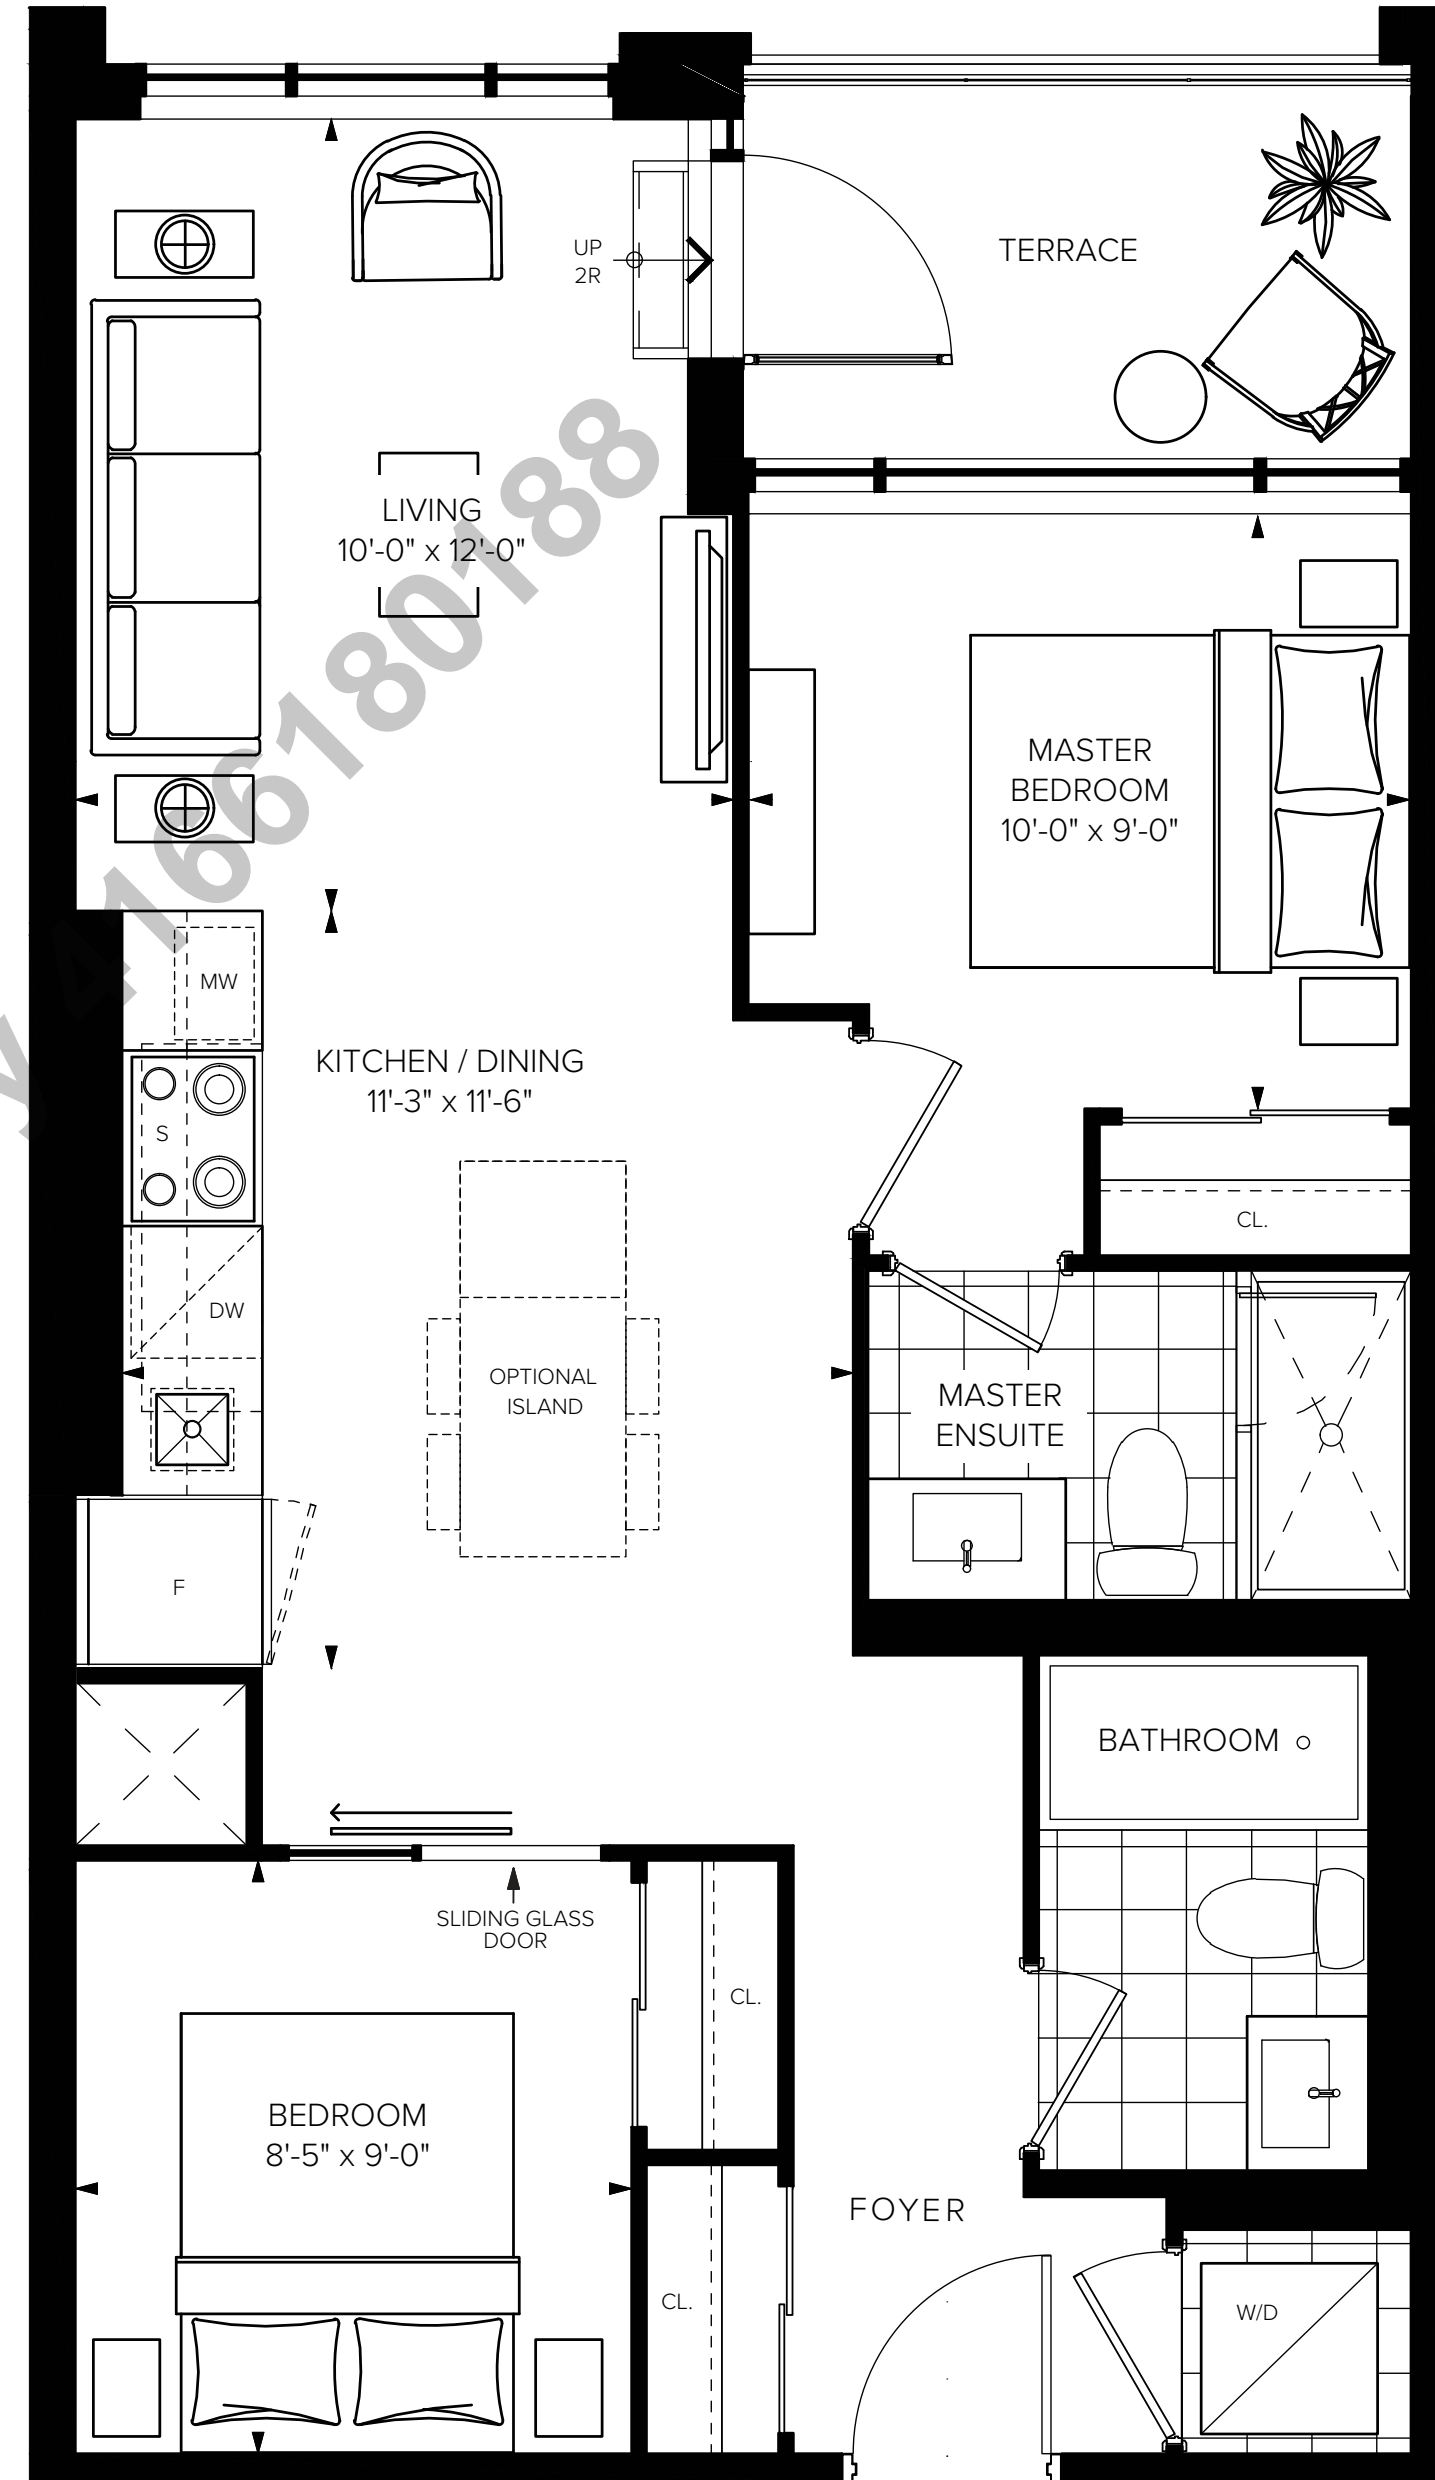 UP
2R
TERRACE
LIVING
10'-0" x 12'-0"
MASTER
BEDROOM
10'-0" x 9'-0"
y 4166180188
MW
KITCHEN / DINING
11'-3" x 11'-6"
S
CL.
DW
OPTIONAL
ISLAND
MASTER
ENSUITE
F
BATHROOM
SLIDING GLASS
DOOR
CL.
BEDROOM
8'-5" x 9'-0"
FOYER
CL.
W/D